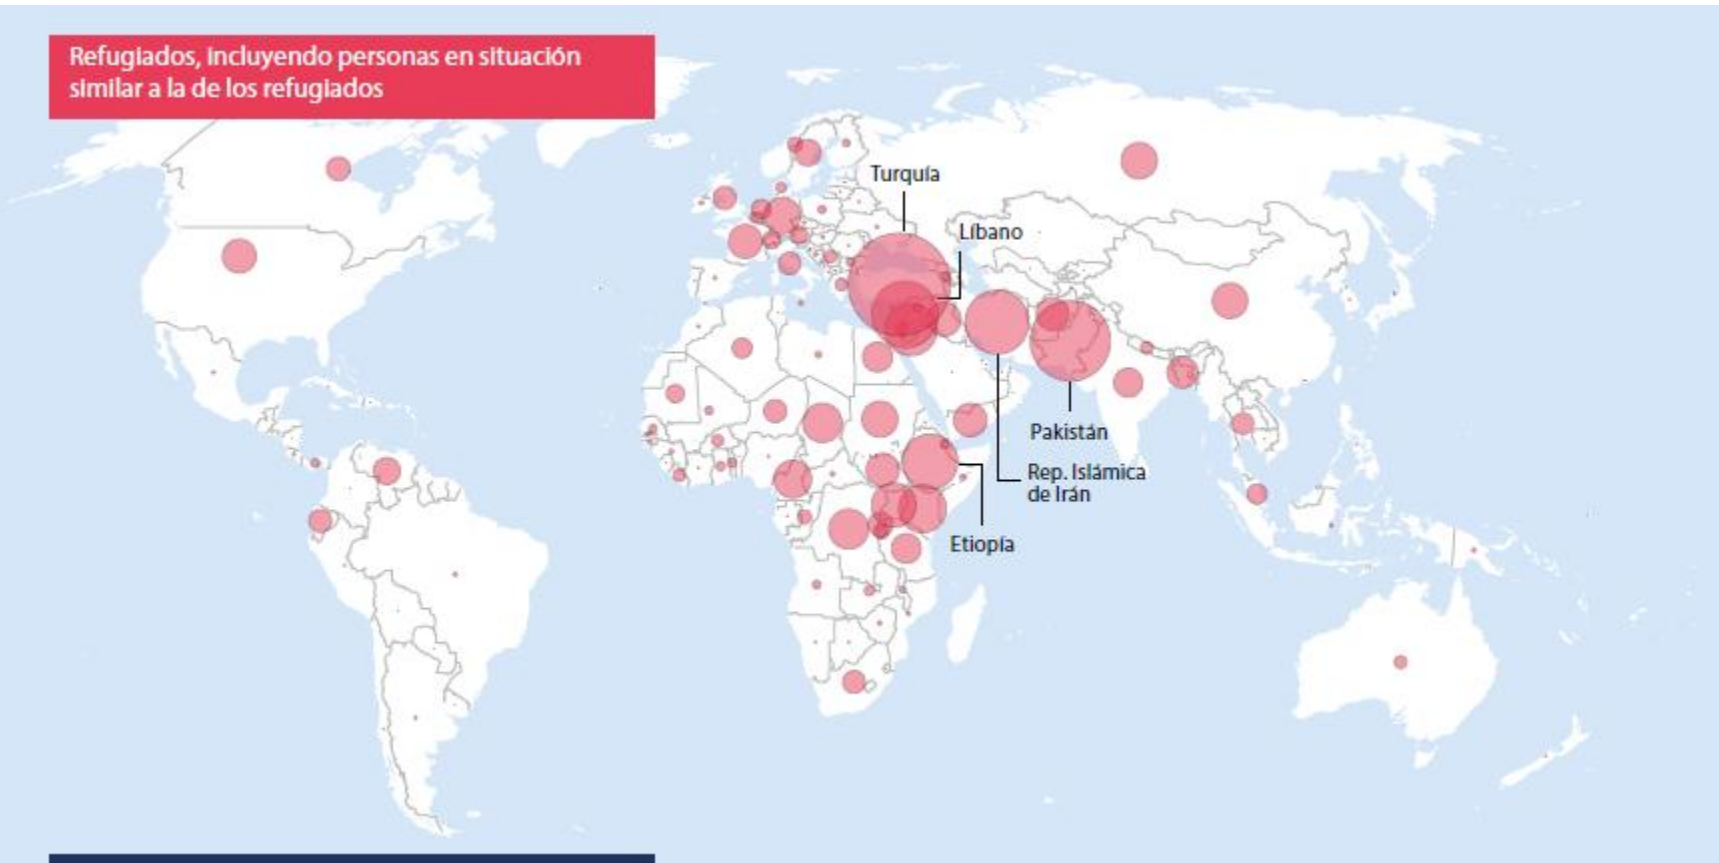 Refugiados, incluyendo personas en situación
similar a la de los refugiados
Turquía
Líbano
Pakistán
Rep. Islámica
de Irán
Etiopía